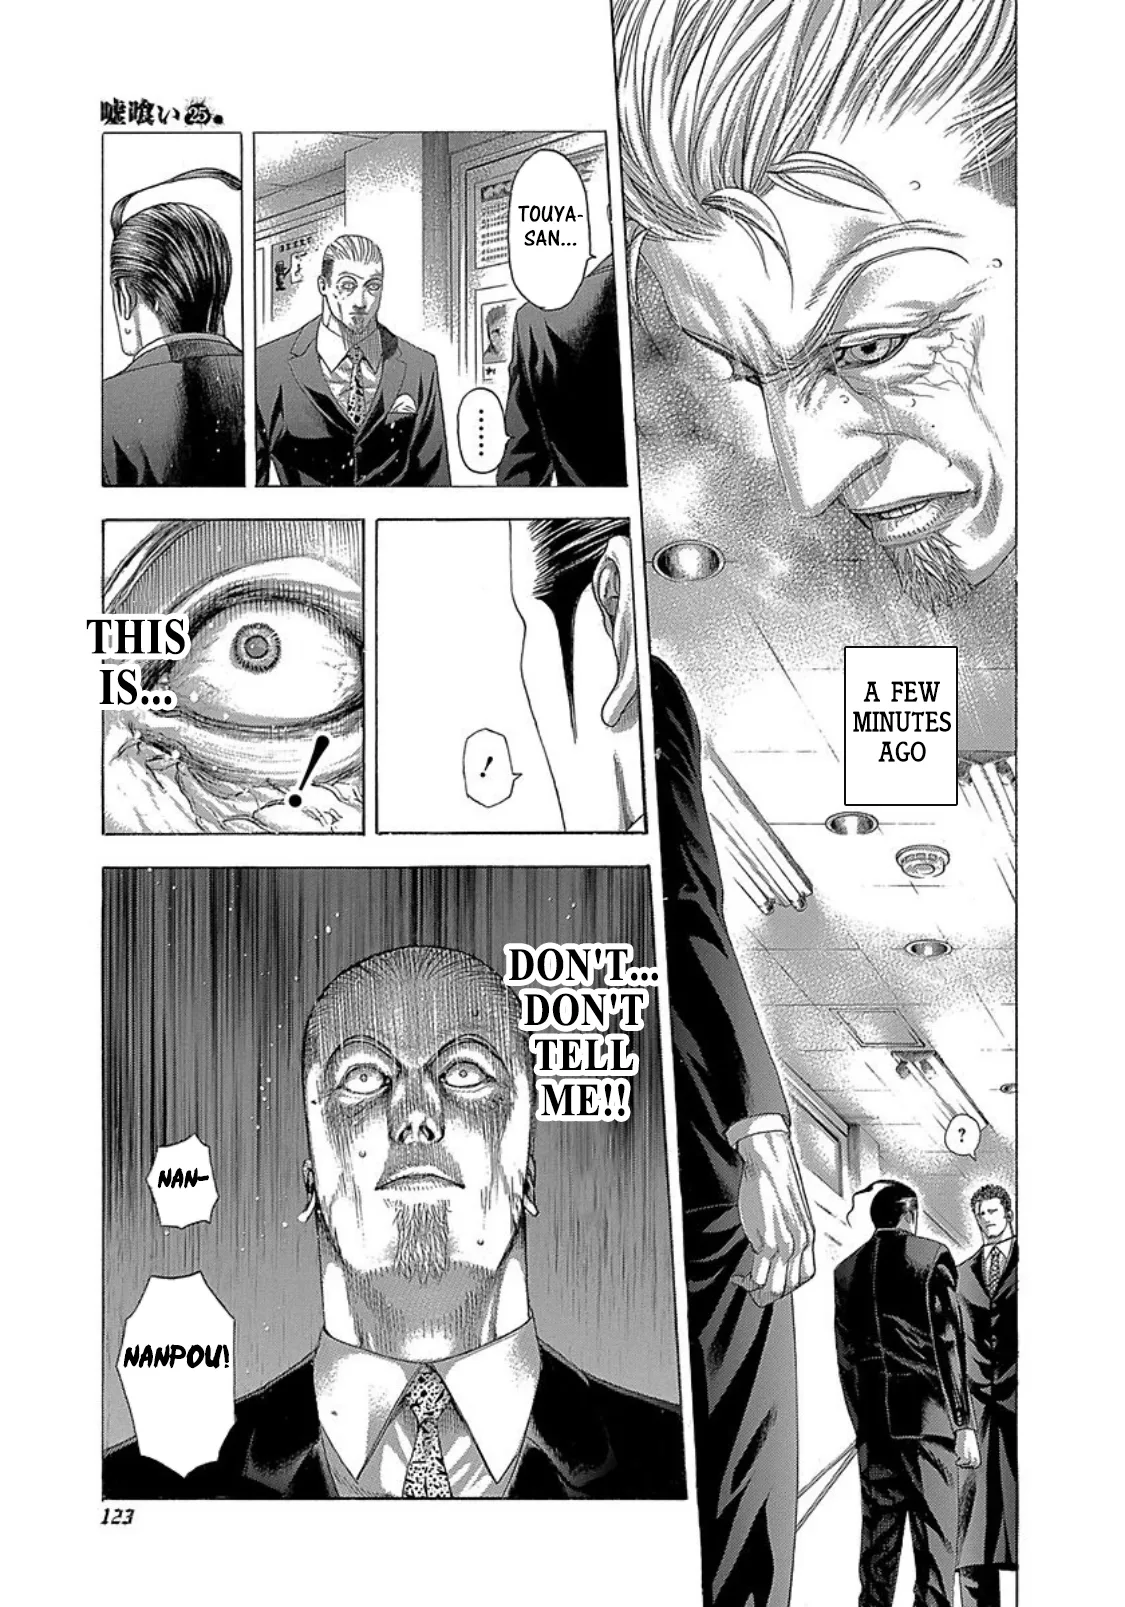 A FEW
MINUTES
AGO
?
嘘喰い 25
TOUYA-
SAN...
......
!
THIS
IS...
!
DON'T...
DON'T
TELL
ME!!
NAN-
NANPOU!
123